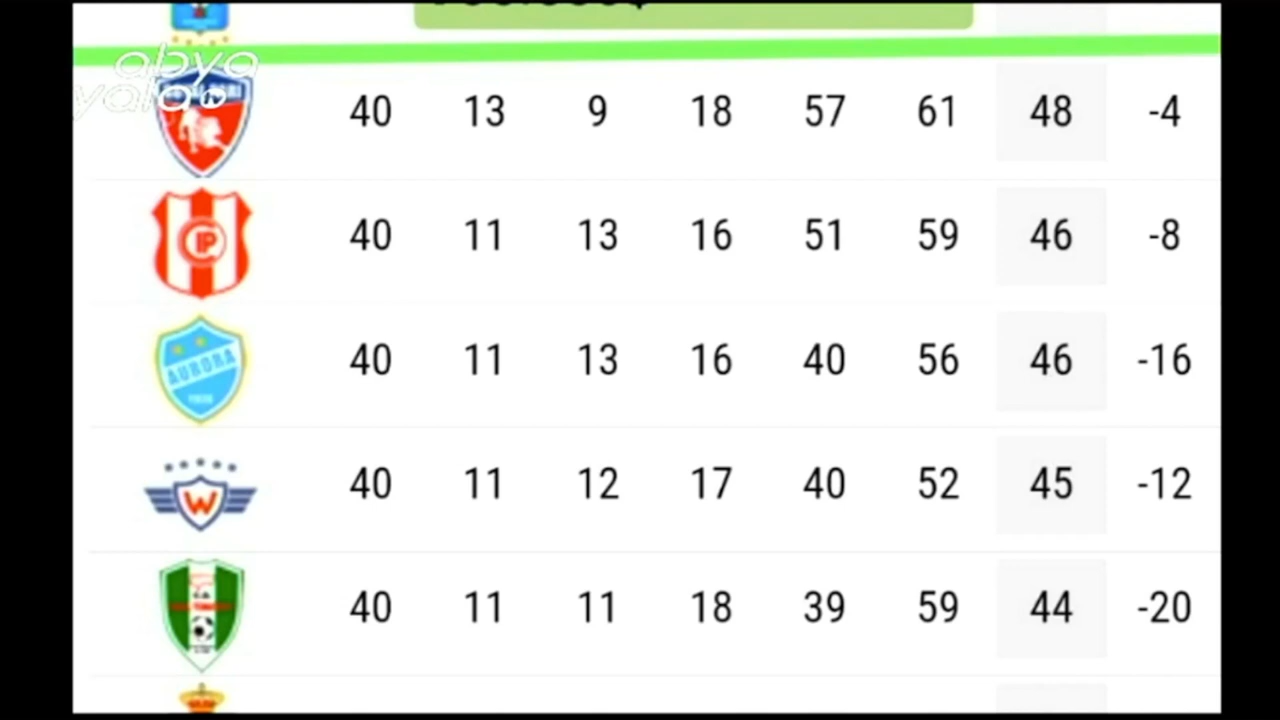 abya
yala
40 13 9 18 57 61 48 -4
CIP
40 11 13 16 51 59 46 -8
AURORA
40 11 13 16 40 56 46 -16
W
40 11 12 17 40 52 45 -12
40 11 11 18 39 59 44 -20